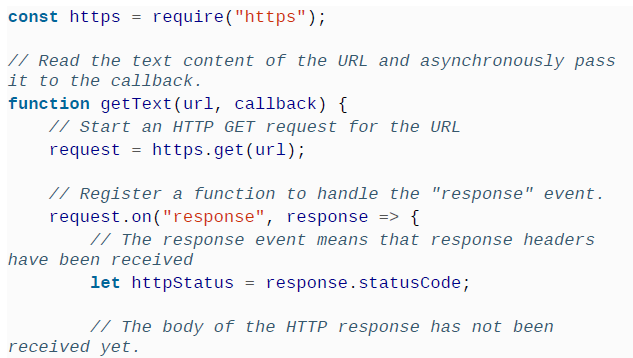 const https = require("https");
// Read the text content of the URL and asynchronously pass
it to the callback.
function getText(url, callback) {
    // Start an HTTP GET request for the URL
    request = https.get(url);
    // Register a function to handle the "response" event.
    request.on("response", response => {
        // The response event means that response headers
have been received
        let httpStatus = response.statusCode;
        // The body of the HTTP response has not been
received yet.